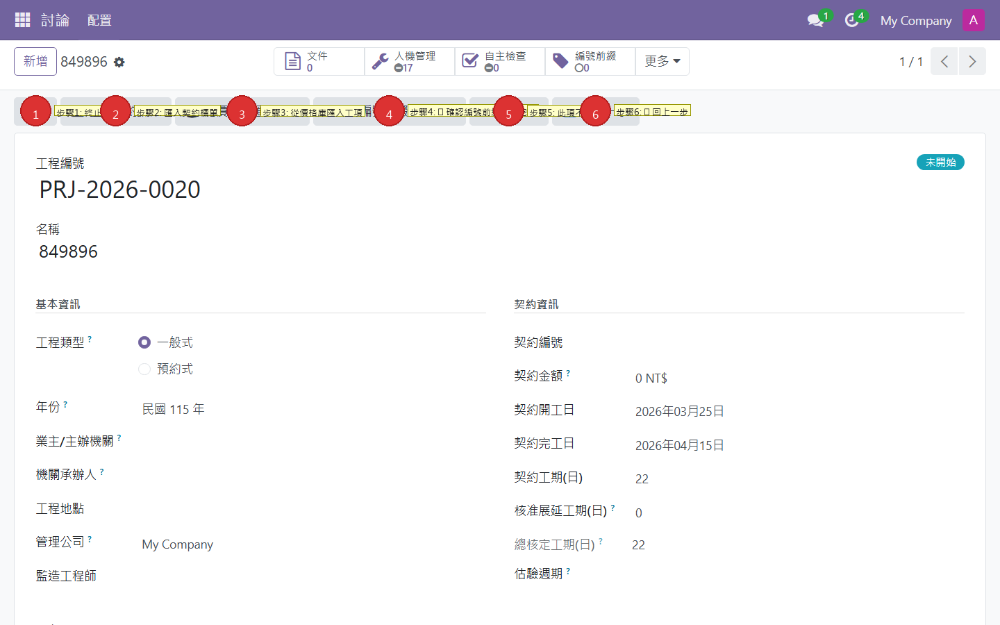 討論 配置 1 4 My Company A
新增 849896 文件 0 人機管理 17 自主檢查 0 編號前綴 0 更多 1 / 1
1 步驟1: 終止 2 步驟2: 匯入契約標單 3 步驟3: 從價格庫匯入工項 4 步驟4: 確認編號前 5 步驟5: 此項不 6 步驟6: 回上一步
工程編號
未開始
PRJ-2026-0020
名稱
849896
基本資訊
工程類型 ? 一般式
預約式
年份 ? 民國 115 年
業主/主辦機關 ?
機關承辦人 ?
工程地點
管理公司 ? My Company
監造工程師
契約資訊
契約編號
契約金額 ? 0 NT$
契約開工日 2026年03月25日
契約完工日 2026年04月15日
契約工期(日) 22
核准展延工期(日) ? 0
總核定工期(日) ? 22
估驗週期 ?